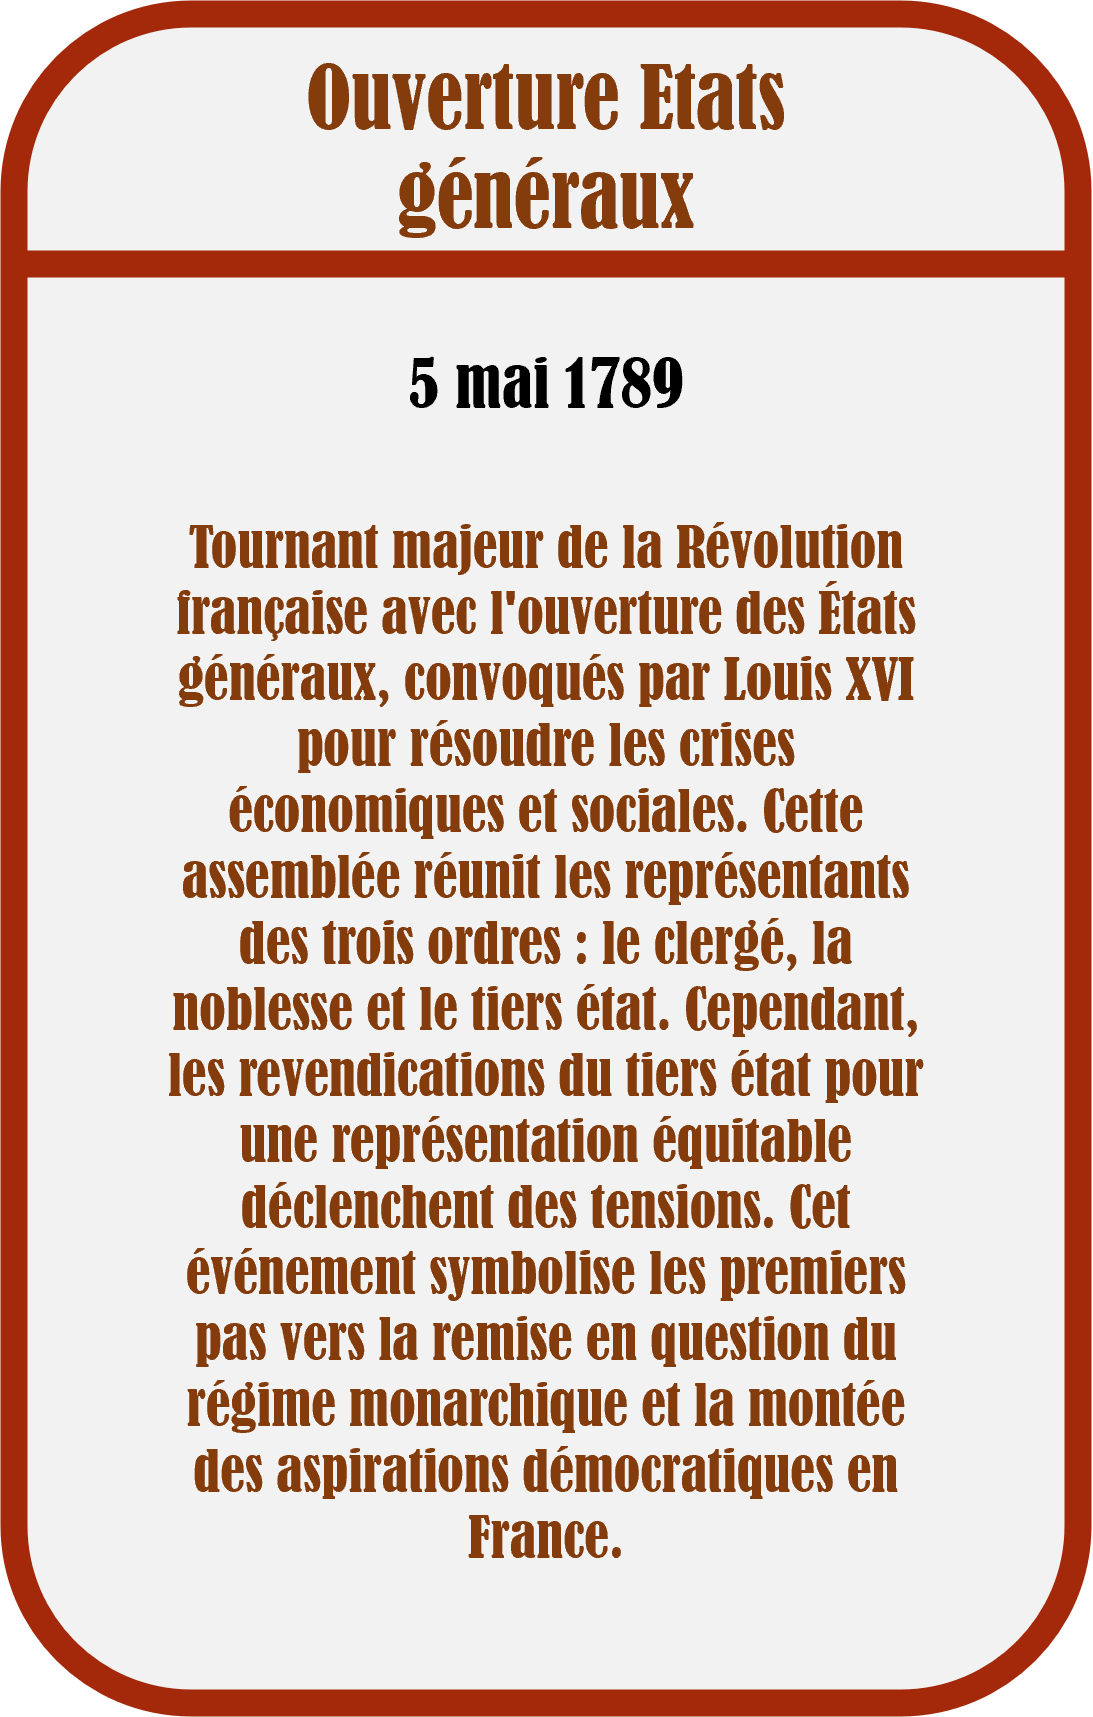 Ouverture Etats
généraux
5 mai 1789
Tournant majeur de la Révolution
française avec l'ouverture des États
généraux, convoqués par Louis XVI
pour résoudre les crises
économiques et sociales. Cette
assemblée réunit les représentants
des trois ordres : le clergé, la
noblesse et le tiers état. Cependant,
les revendications du tiers état pour
une représentation équitable
déclenchent des tensions. Cet
événement symbolise les premiers
pas vers la remise en question du
régime monarchique et la montée
des aspirations démocratiques en
France.